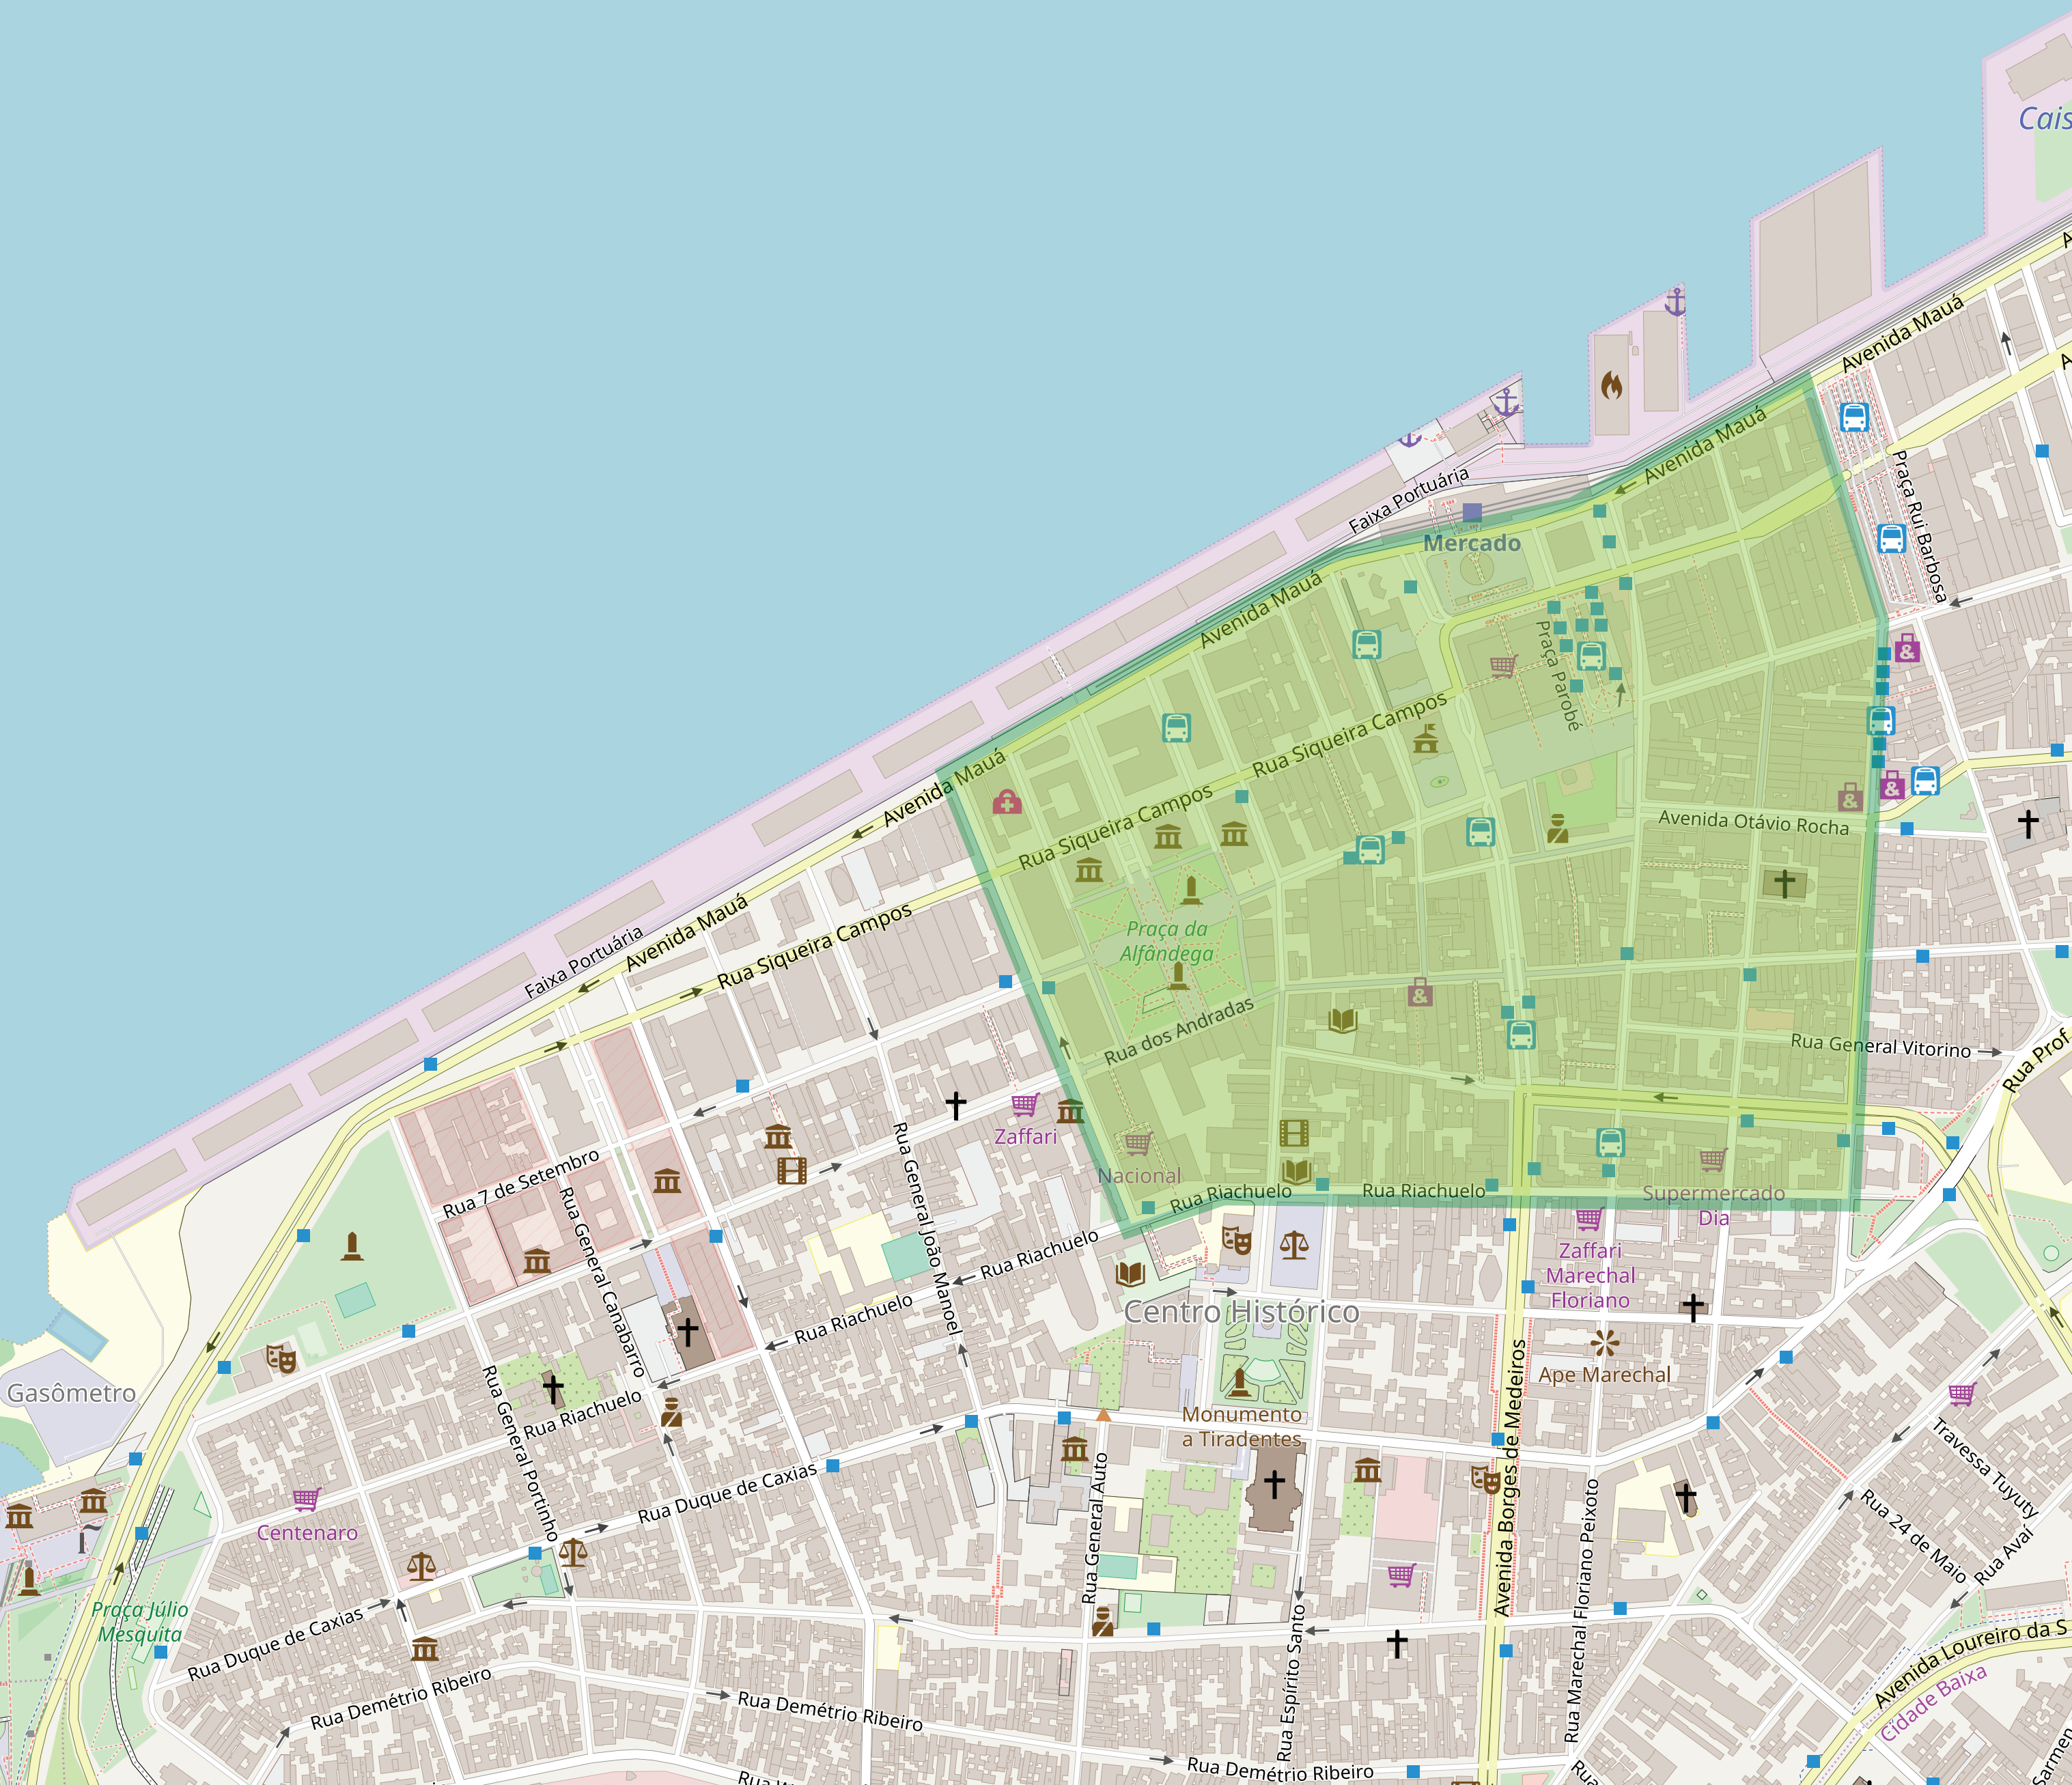 Cais
Avenida Mauá
Avenida Mauá
Faixa Portuária
Praça Rui Barbosa
Mercado
Avenida Mauá
Praça Parobé
Rua Siqueira Campos
Avenida Mauá
Rua Siqueira Campos
Avenida Otávio Rocha
Avenida Mauá
Rua Siqueira Campos
Faixa Portuária
Praça da
Alfândega
Rua dos Andradas
Rua General Vitorino
Rua Prof
Zaffari
Nacional
Rua 7 de Setembro
Rua General Canabarro
Rua General João Manoel
Rua Riachuelo
Rua Riachuelo
Rua Riachuelo
Supermercado
Dia
Zaffari
Marechal
Floriano
Centro Histórico
Rua Riachuelo
Ape Marechal
Gasômetro
Rua General Portinho
Rua Riachuelo
Monumento
a Tiradentes
Avenida Borges de Medeiros
Travessa Tuyuty
Centenaro
Rua Duque de Caxias
Rua General Auto
Rua Marechal Floriano Peixoto
Rua 24 de Maio
Rua Avaí
Praça Júlio
Mesquita
Rua Duque de Caxias
Rua Espírito Santo
Avenida Loureiro da S
Cidade Baixa
Rua Demétrio Ribeiro
Rua Demétrio Ribeiro
Rua Demétrio Ribeiro
Sarmen
Rua